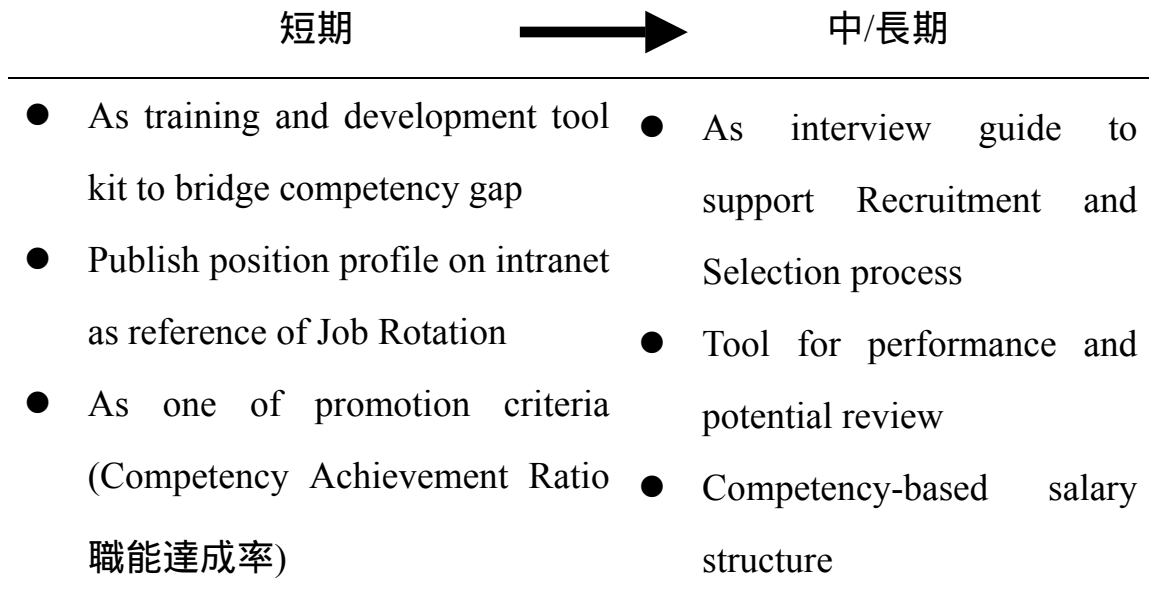 短期
中/長期
● As training and development tool
kit to bridge competency gap
● Publish position profile on intranet
as reference of Job Rotation
● As one of promotion criteria
(Competency Achievement Ratio
職能達成率)
● As interview guide to
support Recruitment and
Selection process
● Tool for performance and
potential review
● Competency-based salary
structure